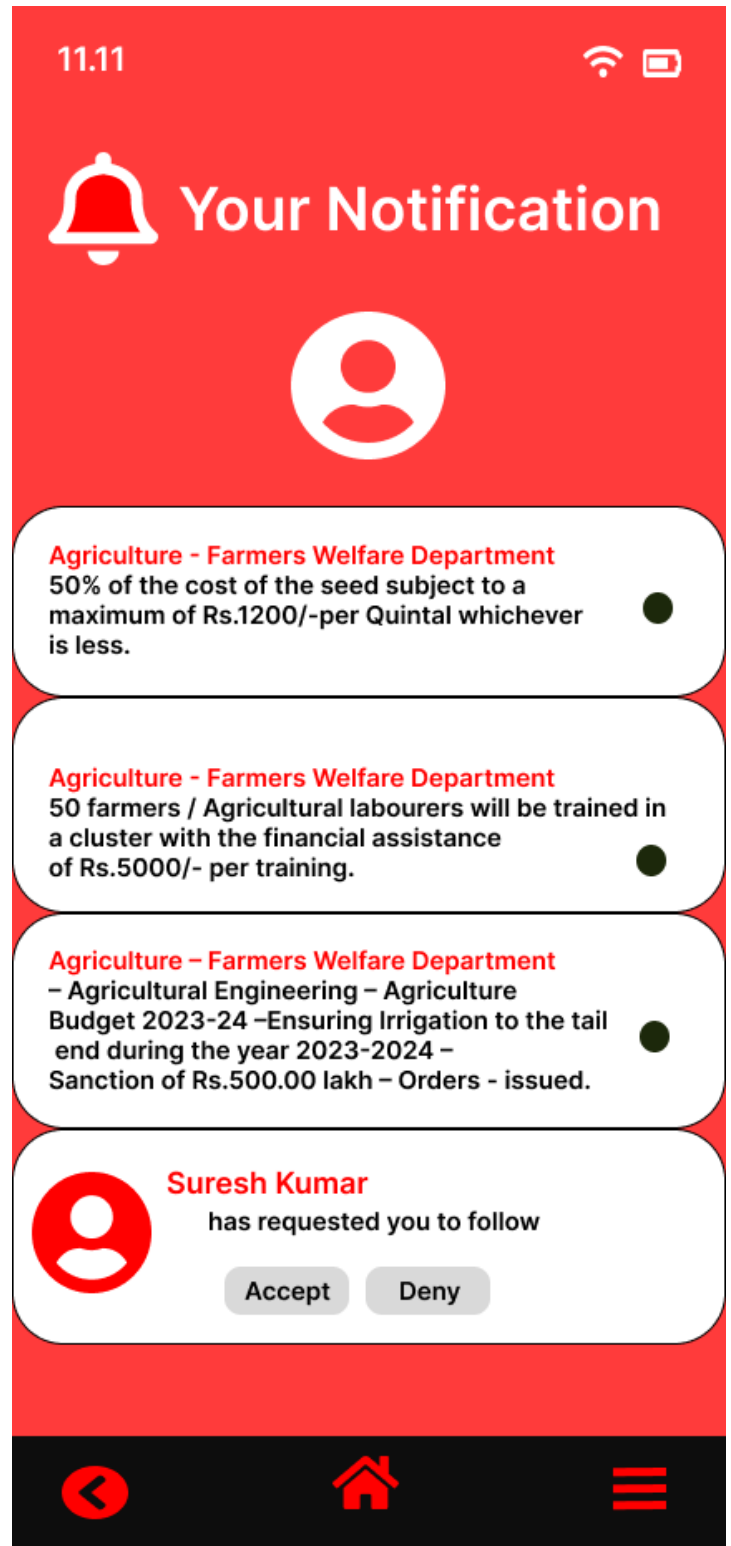 11.11
Your Notification
Agriculture - Farmers Welfare Department
50% of the cost of the seed subject to a
maximum of Rs.1200/-per Quintal whichever
is less.
Agriculture - Farmers Welfare Department
50 farmers / Agricultural labourers will be trained in
a cluster with the financial assistance
of Rs.5000/- per training.
Agriculture – Farmers Welfare Department
– Agricultural Engineering – Agriculture
Budget 2023-24 –Ensuring Irrigation to the tail
end during the year 2023-2024 –
Sanction of Rs.500.00 lakh – Orders - issued.
Suresh Kumar
has requested you to follow
Accept Deny